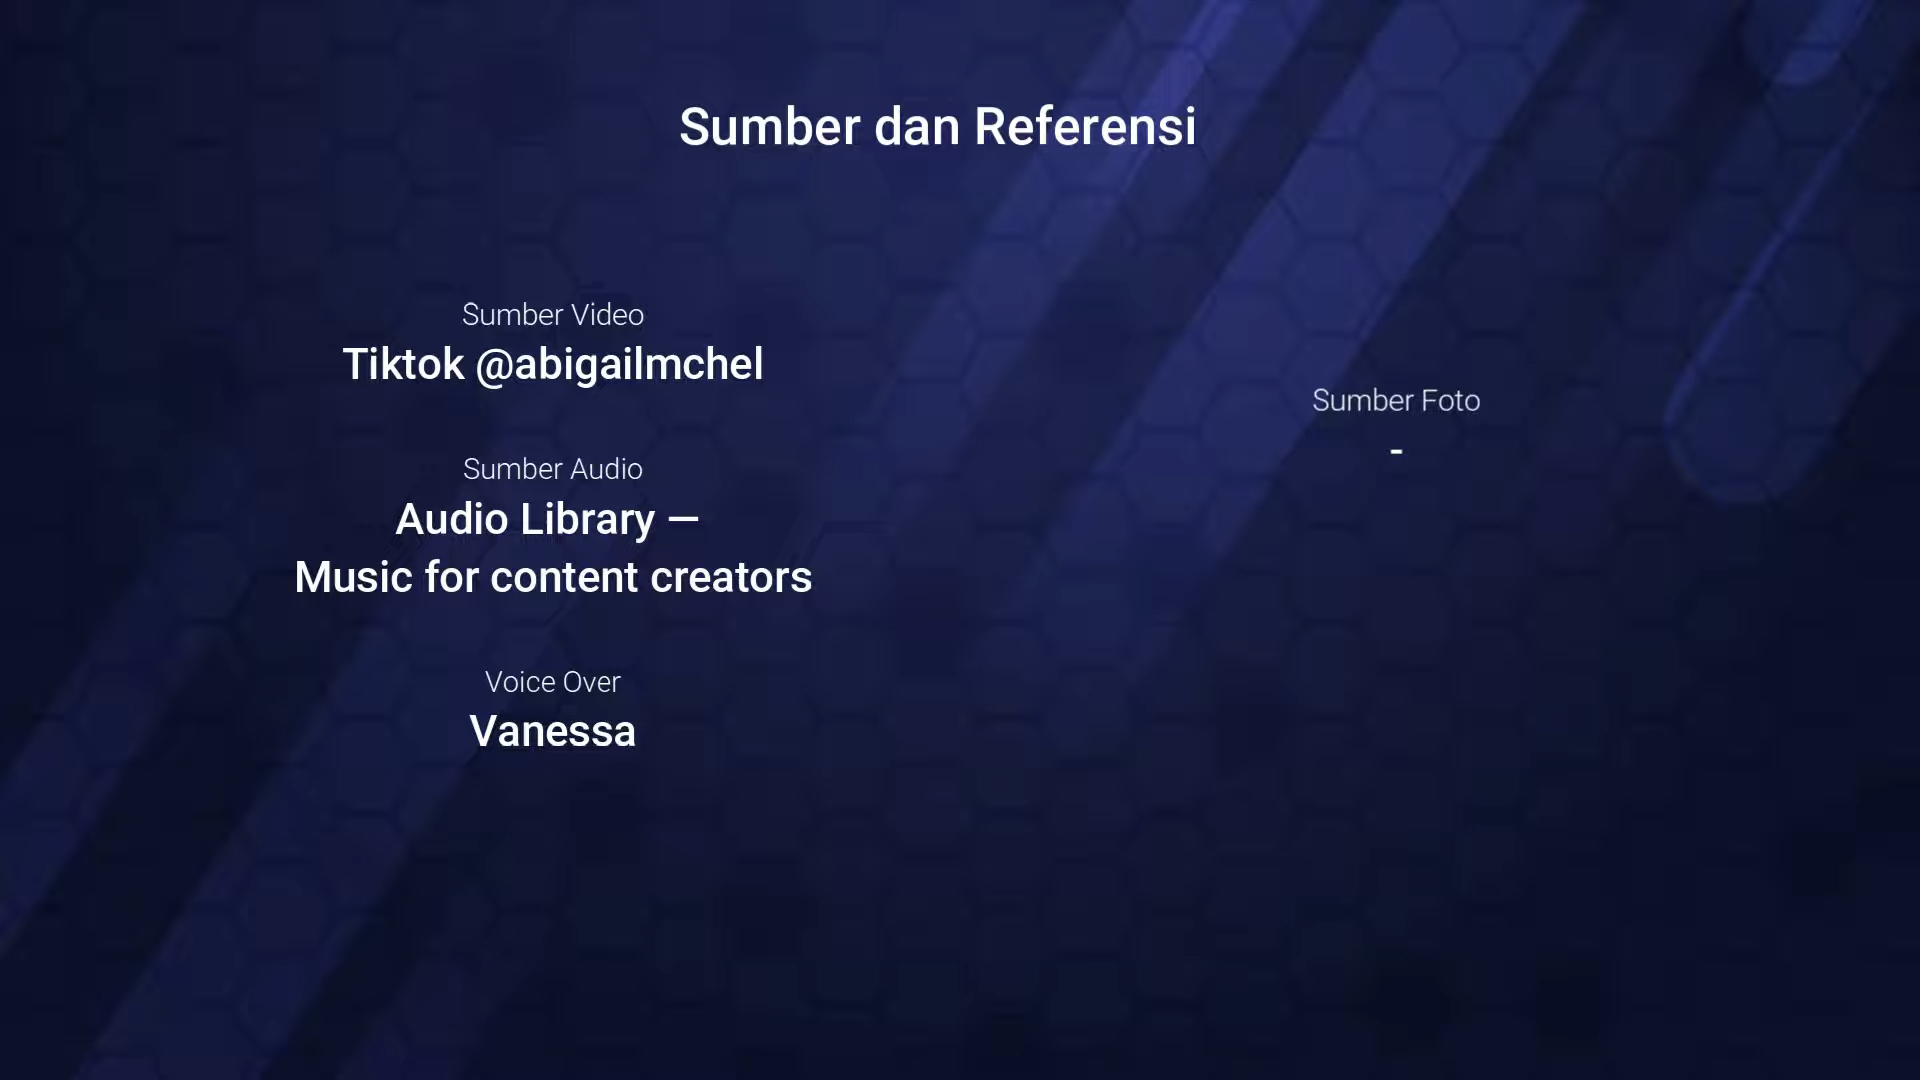 Sumber dan Referensi
Sumber Video
Tiktok @abigailmchel
Sumber Audio
Audio Library —
Music for content creators
Voice Over
Vanessa
Sumber Foto
-